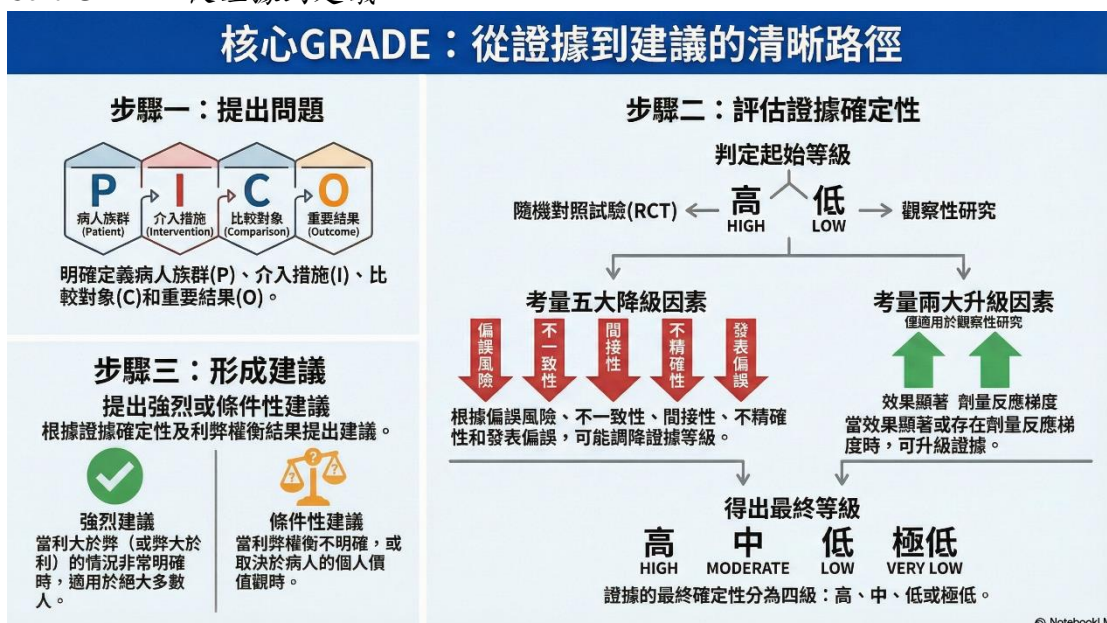 核心GRADE：從證據到建議的清晰路徑
步驟一：提出問題
P
病人族群
(Patient)
I
介入措施
(Intervention)
C
比較對象
(Comparison)
O
重要結果
(Outcome)
明確定義病人族群(P)、介入措施(I)、比
較對象(C)和重要結果(O)。
步驟二：評估證據確定性
判定起始等級
隨機對照試驗(RCT)
高
HIGH
低
LOW
觀察性研究
考量五大降級因素
偏誤風險
不一致性
間接性
不精確性
發表偏誤
根據偏誤風險、不一致性、間接性、不精確
性和發表偏誤，可能調降證據等級。
考量兩大升級因素
僅適用於觀察性研究
效果顯著 劑量反應梯度
當效果顯著或存在劑量反應梯
度時，可升級證據。
得出最終等級
高
HIGH
中
MODERATE
低
LOW
極低
VERY LOW
證據的最終確定性分為四級：高、中、低或極低。
步驟三：形成建議
提出強烈或條件性建議
根據證據確定性及利弊權衡結果提出建議。
強烈建議
當利大於弊（或弊大於
利）的情況非常明確
時，適用於絕大多數
人。
? ? ?
條件性建議
當利弊權衡不明確，或
取決於病人的個人價
值觀時。